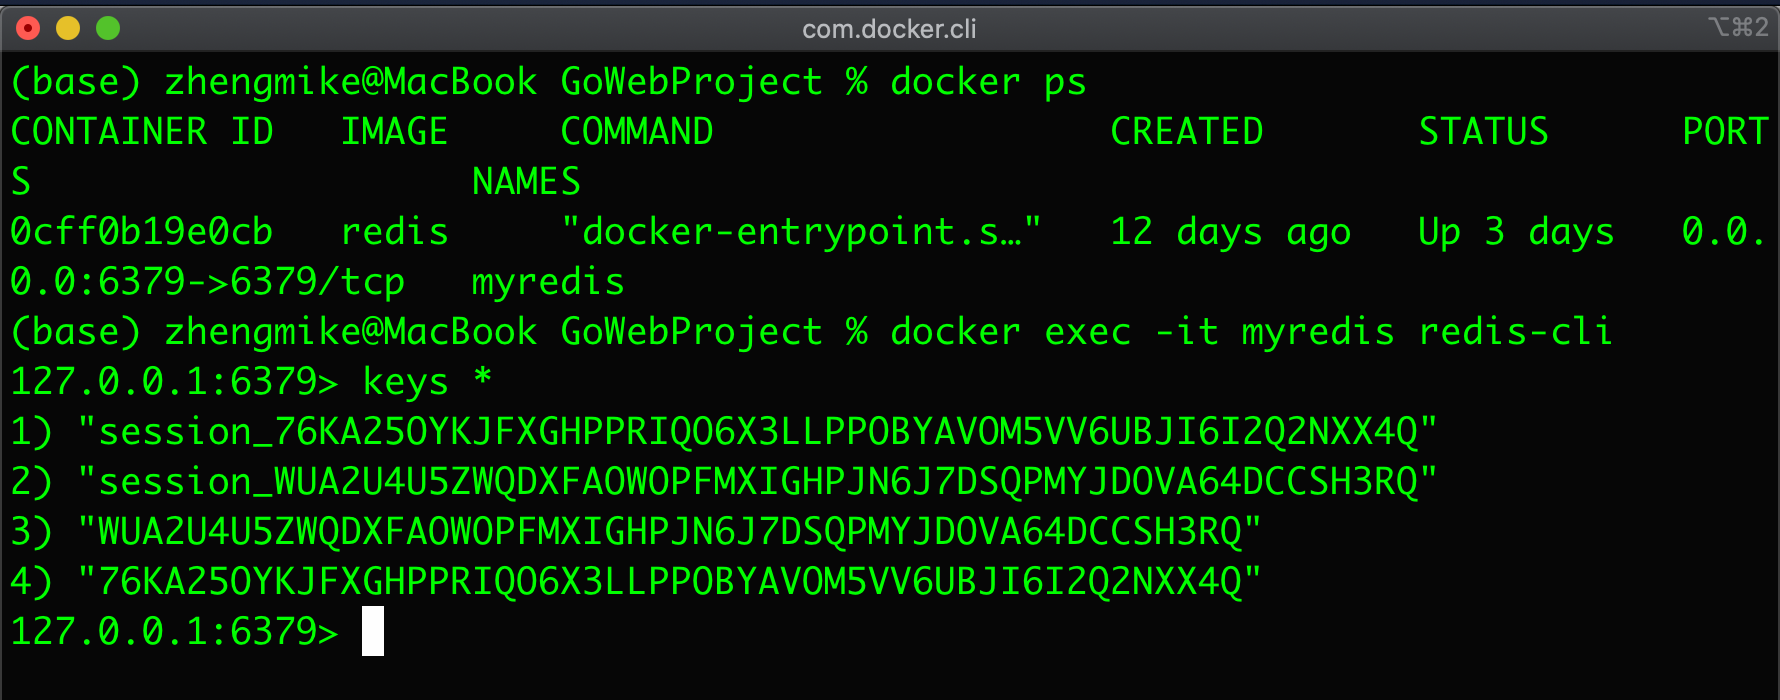 com.docker.cli
⌥⌘2
(base) zhengmike@MacBook GoWebProject % docker ps
CONTAINER ID   IMAGE     COMMAND                  CREATED       STATUS      PORT
S                    NAMES
0cff0b19e0cb   redis     "docker-entrypoint.s…"   12 days ago   Up 3 days   0.0.
0.0:6379->6379/tcp   myredis
(base) zhengmike@MacBook GoWebProject % docker exec -it myredis redis-cli
127.0.0.1:6379> keys *
1) "session_76KA25OYKJFXGHPPRIQO6X3LLPPOBYAVOM5VV6UBJI6I2Q2NXX4Q"
2) "session_WUA2U4U5ZWQDXFAOWOPFMXIGHPJN6J7DSQPMYJDOVA64DCCSH3RQ"
3) "WUA2U4U5ZWQDXFAOWOPFMXIGHPJN6J7DSQPMYJDOVA64DCCSH3RQ"
4) "76KA25OYKJFXGHPPRIQO6X3LLPPOBYAVOM5VV6UBJI6I2Q2NXX4Q"
127.0.0.1:6379>